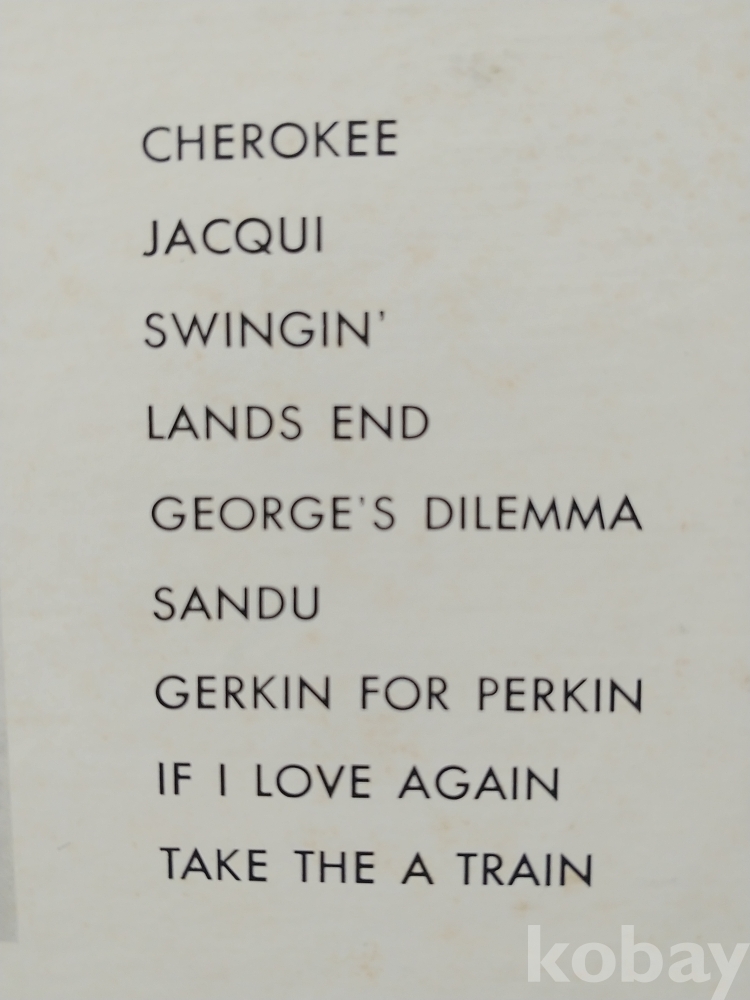 CHEROKEE
JACQUI
SWINGIN'
LANDS END
GEORGE'S DILEMMA
SANDU
GERKIN FOR PERKIN
IF I LOVE AGAIN
TAKE THE A TRAIN
kobay